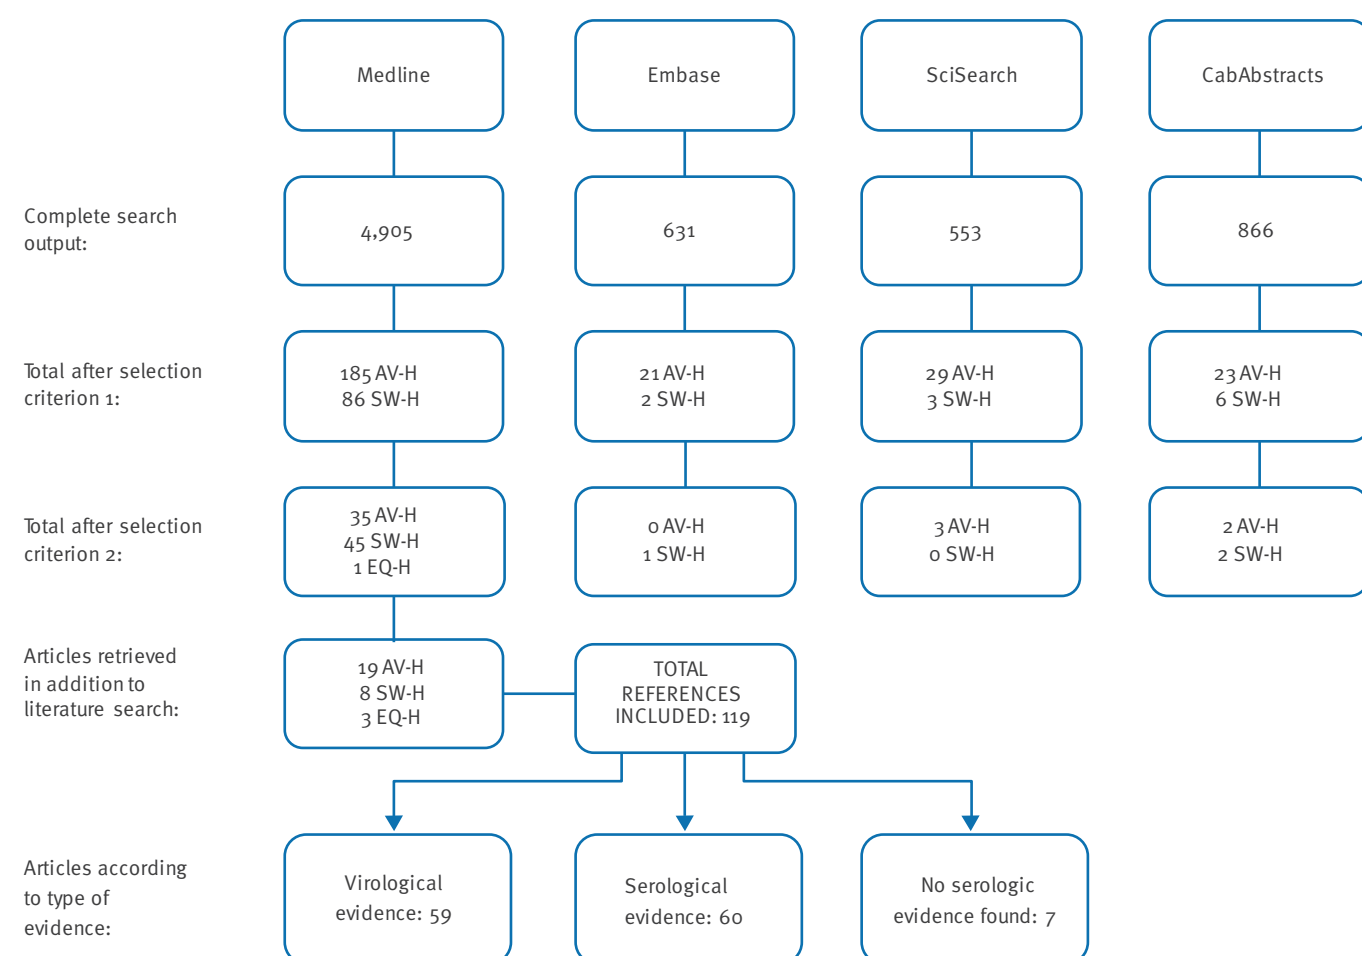 Medline
Embase
SciSearch
CabAbstracts
Complete search
output:
4,905
631
553
866
Total after selection
criterion 1:
185 AV-H
86 SW-H
21 AV-H
2 SW-H
29 AV-H
3 SW-H
23 AV-H
6 SW-H
Total after selection
criterion 2:
35 AV-H
45 SW-H
1 EQ-H
0 AV-H
1 SW-H
3 AV-H
0 SW-H
2 AV-H
2 SW-H
Articles retrieved
in addition to
literature search:
19 AV-H
8 SW-H
3 EQ-H
TOTAL
REFERENCES
INCLUDED: 119
Articles according
to type of
evidence:
Virological
evidence: 59
Serological
evidence: 60
No serologic
evidence found: 7